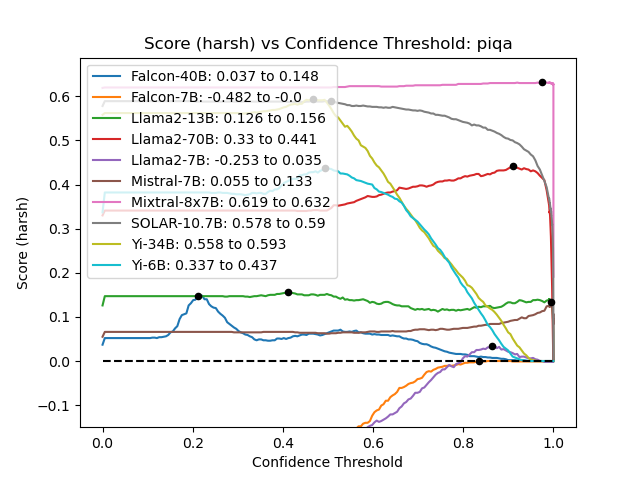 Score (harsh) vs Confidence Threshold: piqa
Score (harsh)
0.6
0.5
0.4
0.3
0.2
0.1
0.0
−0.1
Falcon-40B: 0.037 to 0.148
Falcon-7B: -0.482 to -0.0
Llama2-13B: 0.126 to 0.156
Llama2-70B: 0.33 to 0.441
Llama2-7B: -0.253 to 0.035
Mistral-7B: 0.055 to 0.133
Mixtral-8x7B: 0.619 to 0.632
SOLAR-10.7B: 0.578 to 0.59
Yi-34B: 0.558 to 0.593
Yi-6B: 0.337 to 0.437
0.0 0.2 0.4 0.6 0.8 1.0
Confidence Threshold